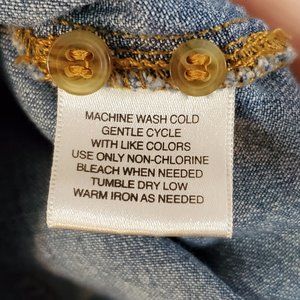 MACHINE WASH COLD
GENTLE CYCLE
WITH LIKE COLORS
USE ONLY NON-CHLORINE
BLEACH WHEN NEEDED
TUMBLE DRY LOW
WARM IRON AS NEEDED